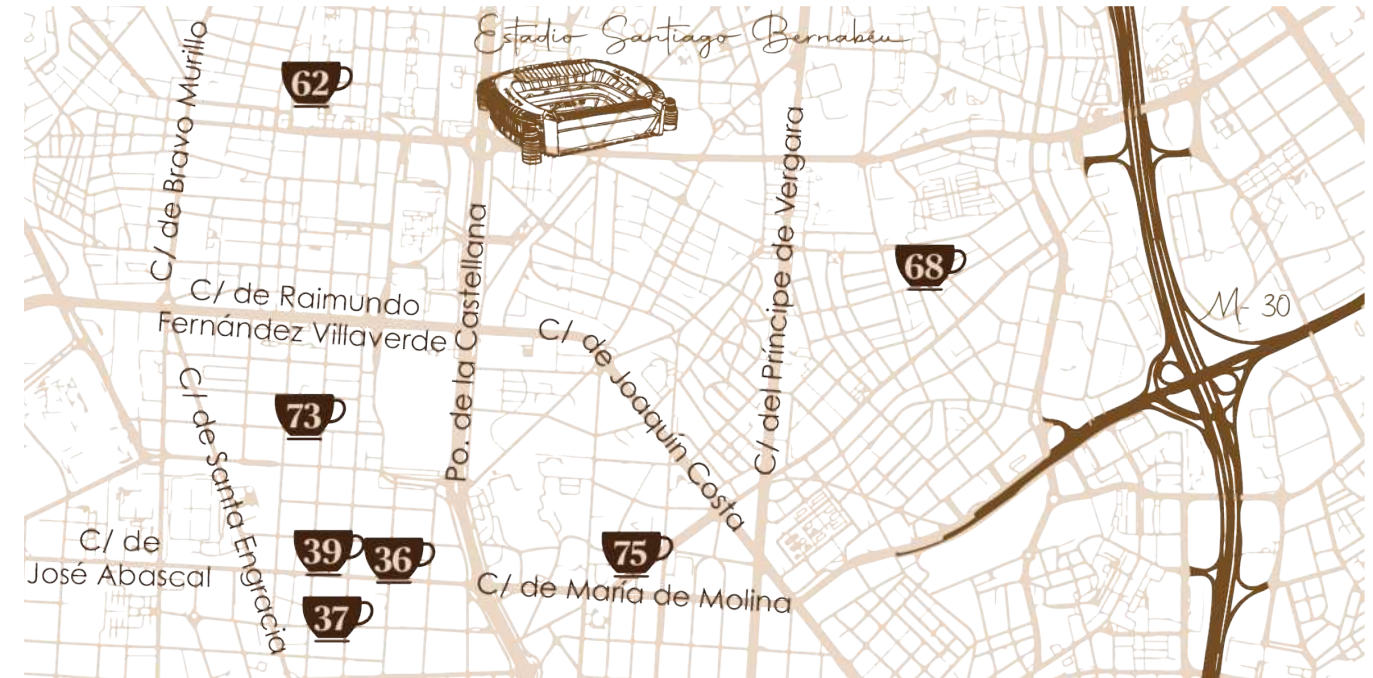 Estadio Santiago Bernabéu
62
C/ de Bravo Murillo
Po. de la Castellana
C/ del Príncipe de Vergara
68
M-30
C/ de Raimundo
Fernández Villaverde
C/ de Joaquín Costa
73
C/ de Santa Engracia
C/ de
José Abascal
39
36
75
C/ de María de Molina
37